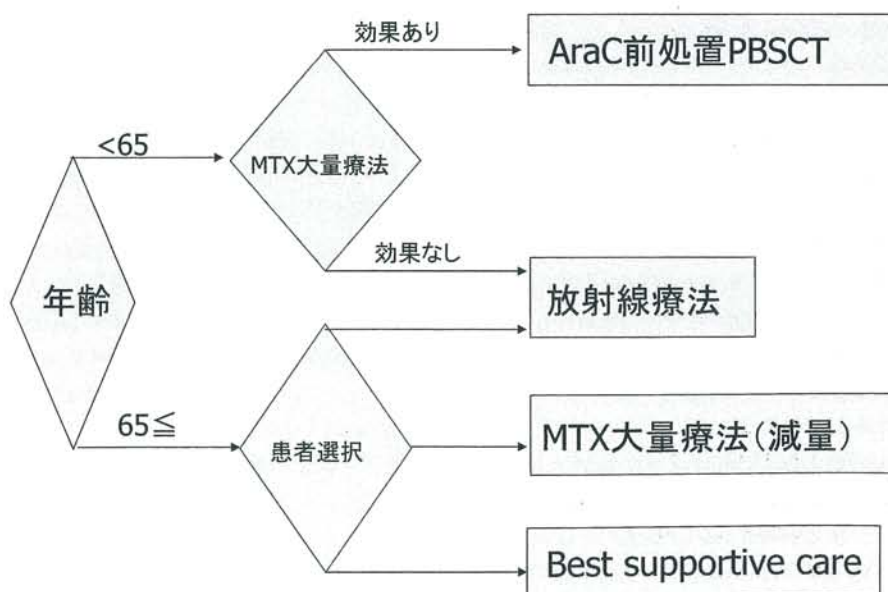 効果あり
AraC前処置PBSCT
<65
MTX大量療法
効果なし
年齢
放射線療法
65≦
患者選択
MTX大量療法(減量)
Best supportive care